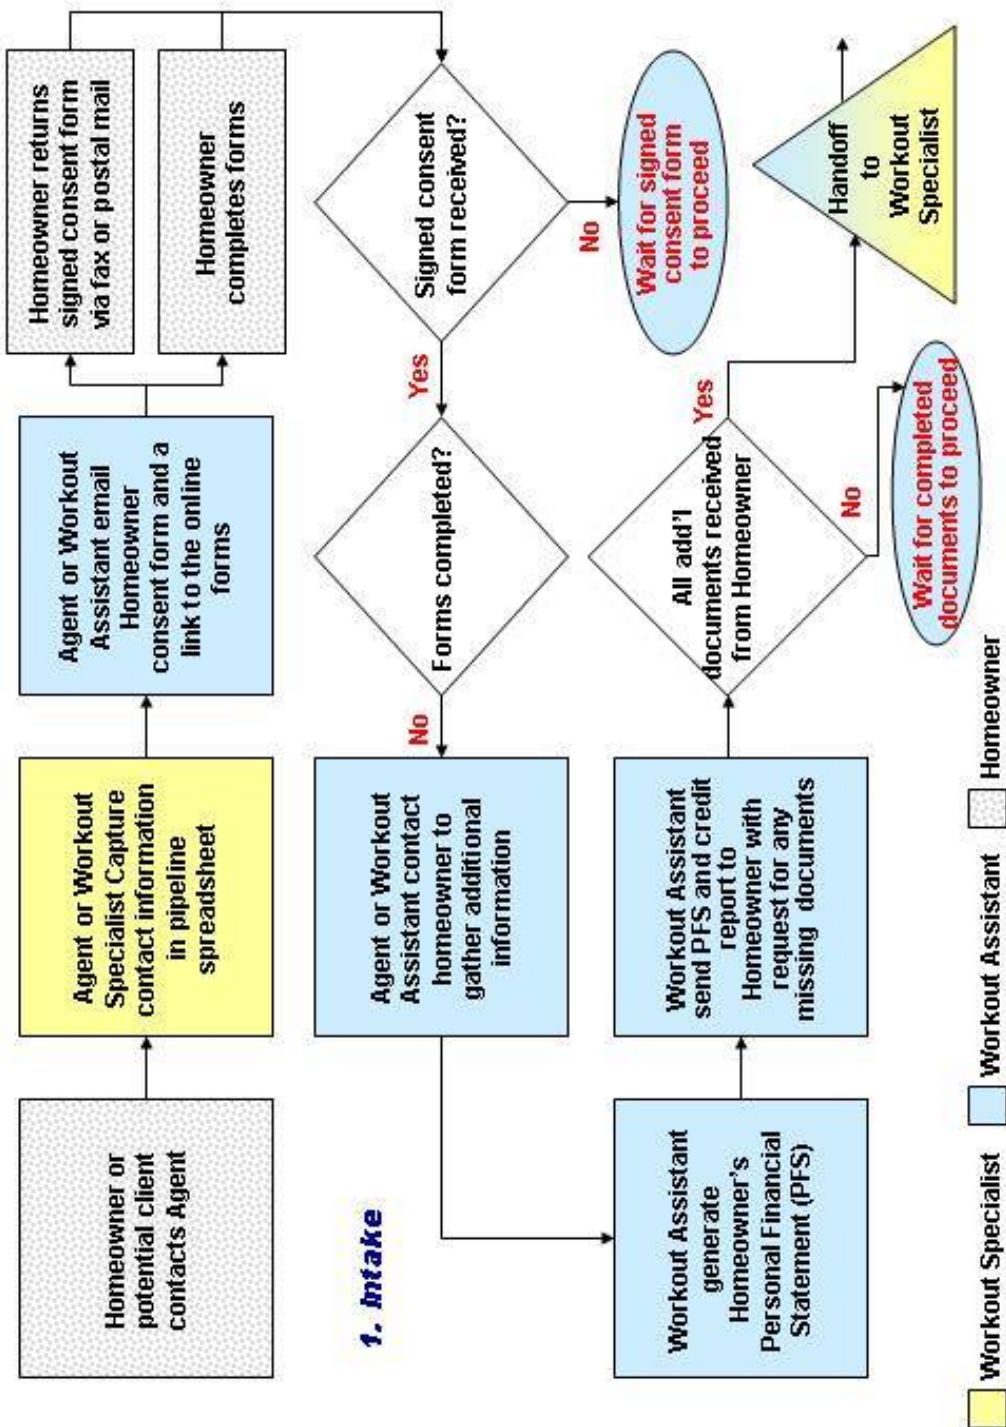 Homeowner or
potential client
contacts Agent
Agent or Workout
Specialist Capture
contact information
in pipeline
spreadsheet
Agent or Workout
Assistant email
Homeowner
consent form and a
link to the online
forms
Homeowner returns
signed consent form
via fax or postal mail
Homeowner
completes forms
1. Intake
Signed consent
form received?
No
Wait for signed
consent form
to proceed
Yes
Forms completed?
No
Agent or Workout
Assistant contact
homeowner to
gather additional
information
Workout Assistant
generate
Homeowner's
Personal Financial
Statement (PFS)
Workout Assistant
send PFS and credit
report to
Homeowner with
request for any
missing documents
All add'l
documents received
from Homeowner
Yes
No
Wait for completed
documents to proceed
Handoff
to
Workout
Specialist
Workout Specialist
Workout Assistant
Homeowner